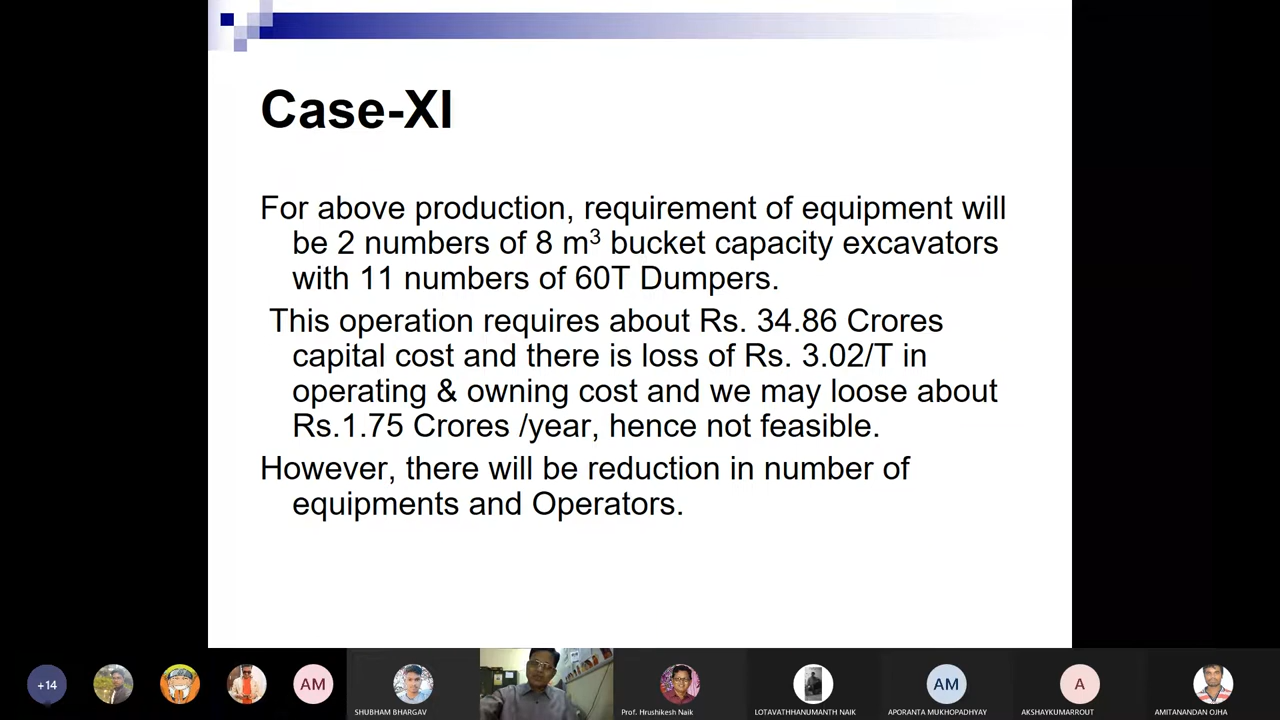 Case-XI
For above production, requirement of equipment will
be 2 numbers of 8 m³ bucket capacity excavators
with 11 numbers of 60T Dumpers.
This operation requires about Rs. 34.86 Crores
capital cost and there is loss of Rs. 3.02/T in
operating & owning cost and we may loose about
Rs.1.75 Crores /year, hence not feasible.
However, there will be reduction in number of
equipments and Operators.
+14
AM
SHUBHAM BHARGAV
Prof. Hrushikesh Naik
LOTAVATHHANUMANTH NAIK
AM
APORANTA MUKHOPADHYAY
A
AKSHAYKUMARROUT
AMITANANDAN OJHA